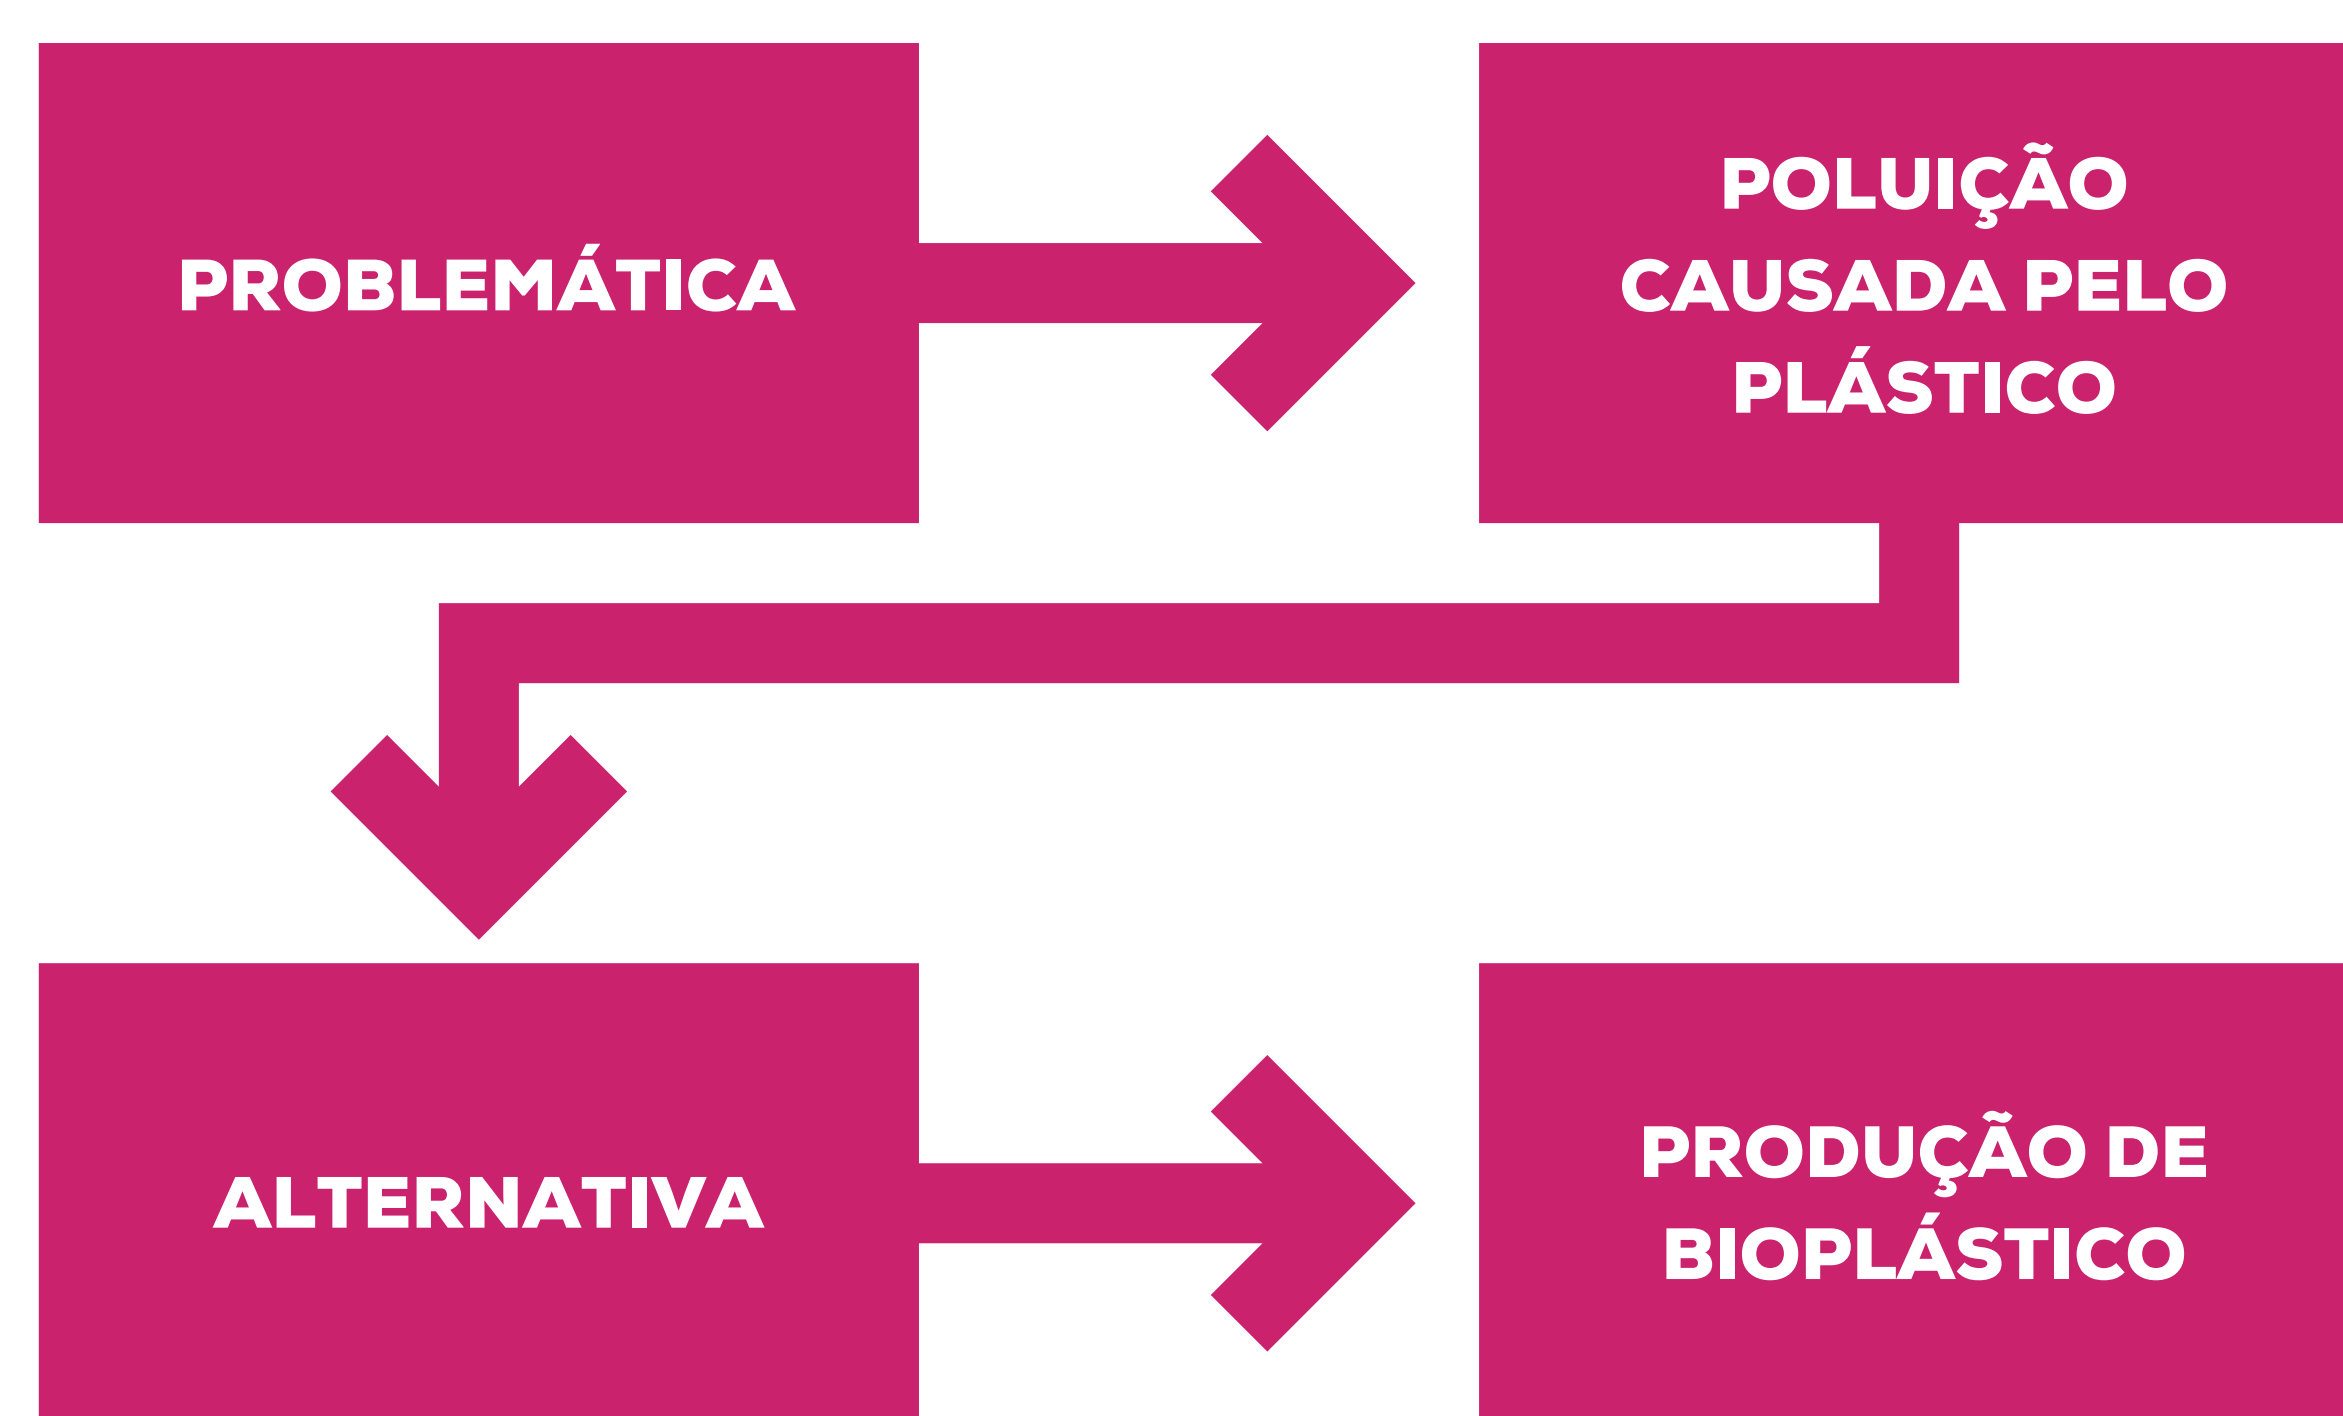 PROBLEMÁTICA
POLUIÇÃO
CAUSADA PELO
PLÁSTICO
ALTERNATIVA
PRODUÇÃO DE
BIOPLÁSTICO